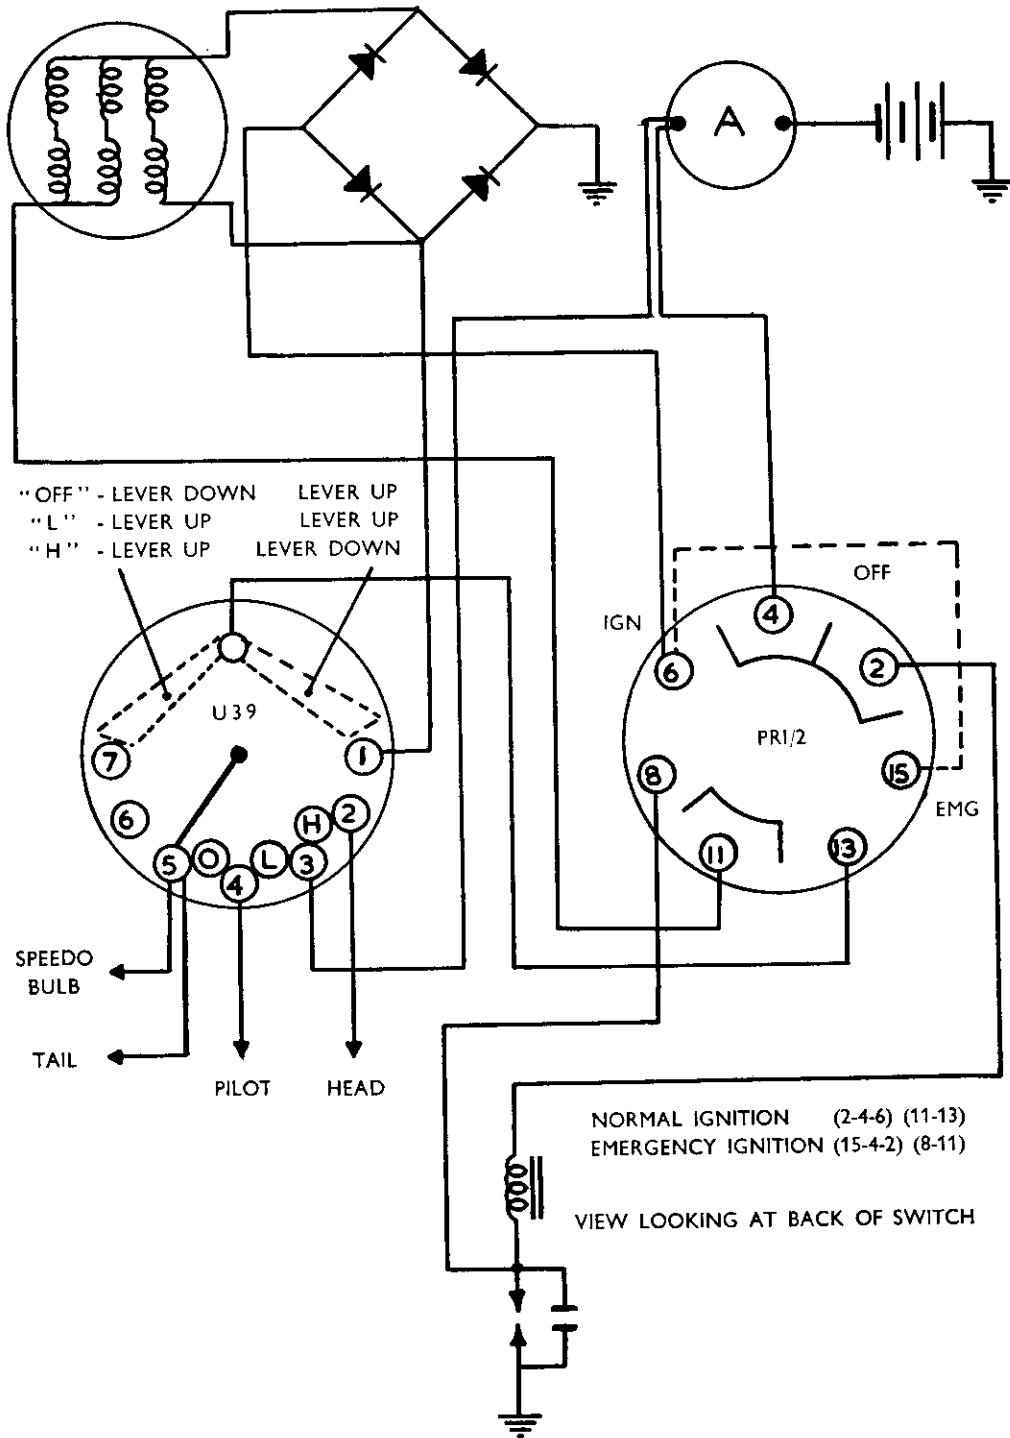 A
"OFF" - LEVER DOWN LEVER UP
"L" - LEVER UP LEVER UP
"H" - LEVER UP LEVER DOWN
OFF
IGN
4
6
2
U39
PR1/2
7
1
8
15
EMG
6
H
2
5
O
4
L
3
11
13
SPEEDO
BULB
TAIL
PILOT
HEAD
NORMAL IGNITION (2-4-6) (11-13)
EMERGENCY IGNITION (15-4-2) (8-11)
VIEW LOOKING AT BACK OF SWITCH